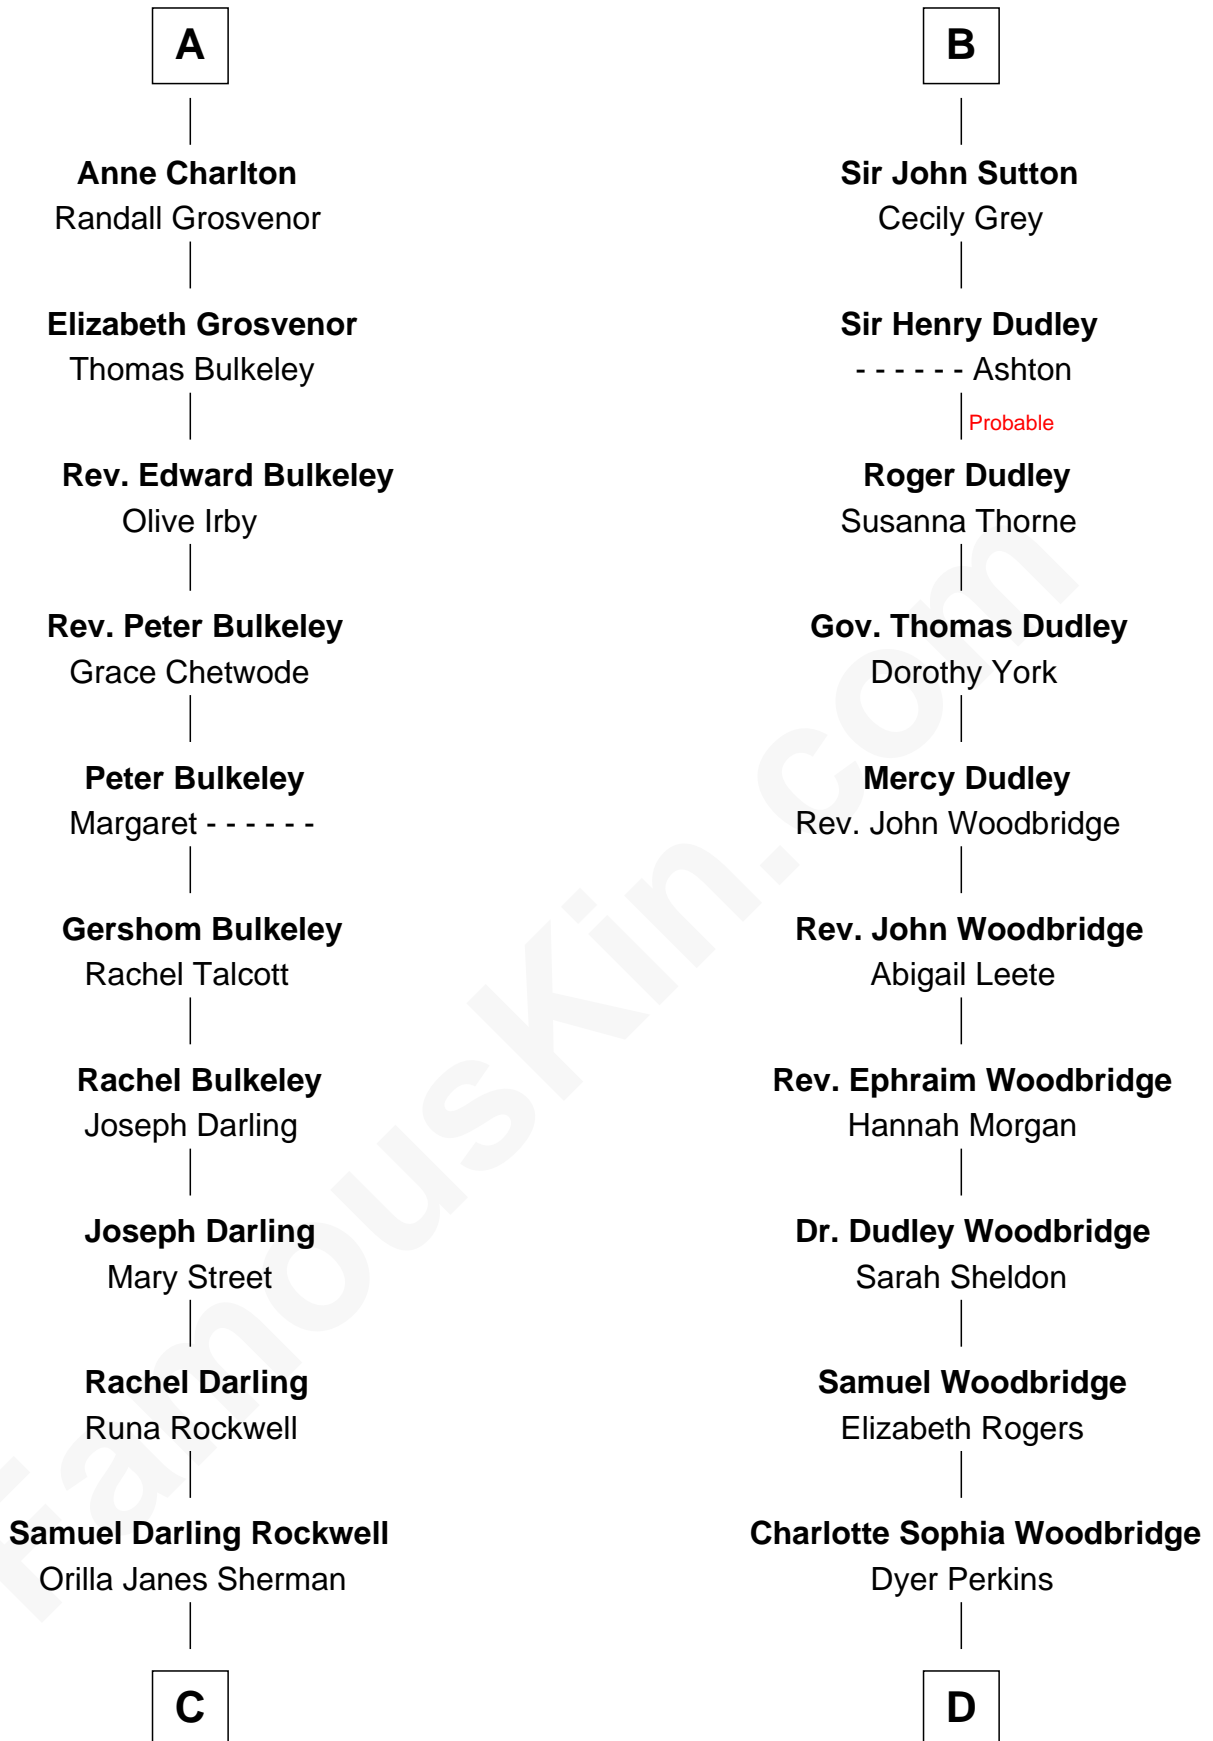 A
Anne Charlton
Randall Grosvenor
Elizabeth Grosvenor
Thomas Bulkeley
Rev. Edward Bulkeley
Olive Irby
Rev. Peter Bulkeley
Grace Chetwode
Peter Bulkeley
Margaret - - - - - -
Gershom Bulkeley
Rachel Talcott
Rachel Bulkeley
Joseph Darling
Joseph Darling
Mary Street
Rachel Darling
Runa Rockwell
Samuel Darling Rockwell
Orilla Janes Sherman
C
B
Sir John Sutton
Cecily Grey
Sir Henry Dudley
- - - - - - Ashton
Probable
Roger Dudley
Susanna Thorne
Gov. Thomas Dudley
Dorothy York
Mercy Dudley
Rev. John Woodbridge
Rev. John Woodbridge
Abigail Leete
Rev. Ephraim Woodbridge
Hannah Morgan
Dr. Dudley Woodbridge
Sarah Sheldon
Samuel Woodbridge
Elizabeth Rogers
Charlotte Sophia Woodbridge
Dyer Perkins
D
FamousKin.com